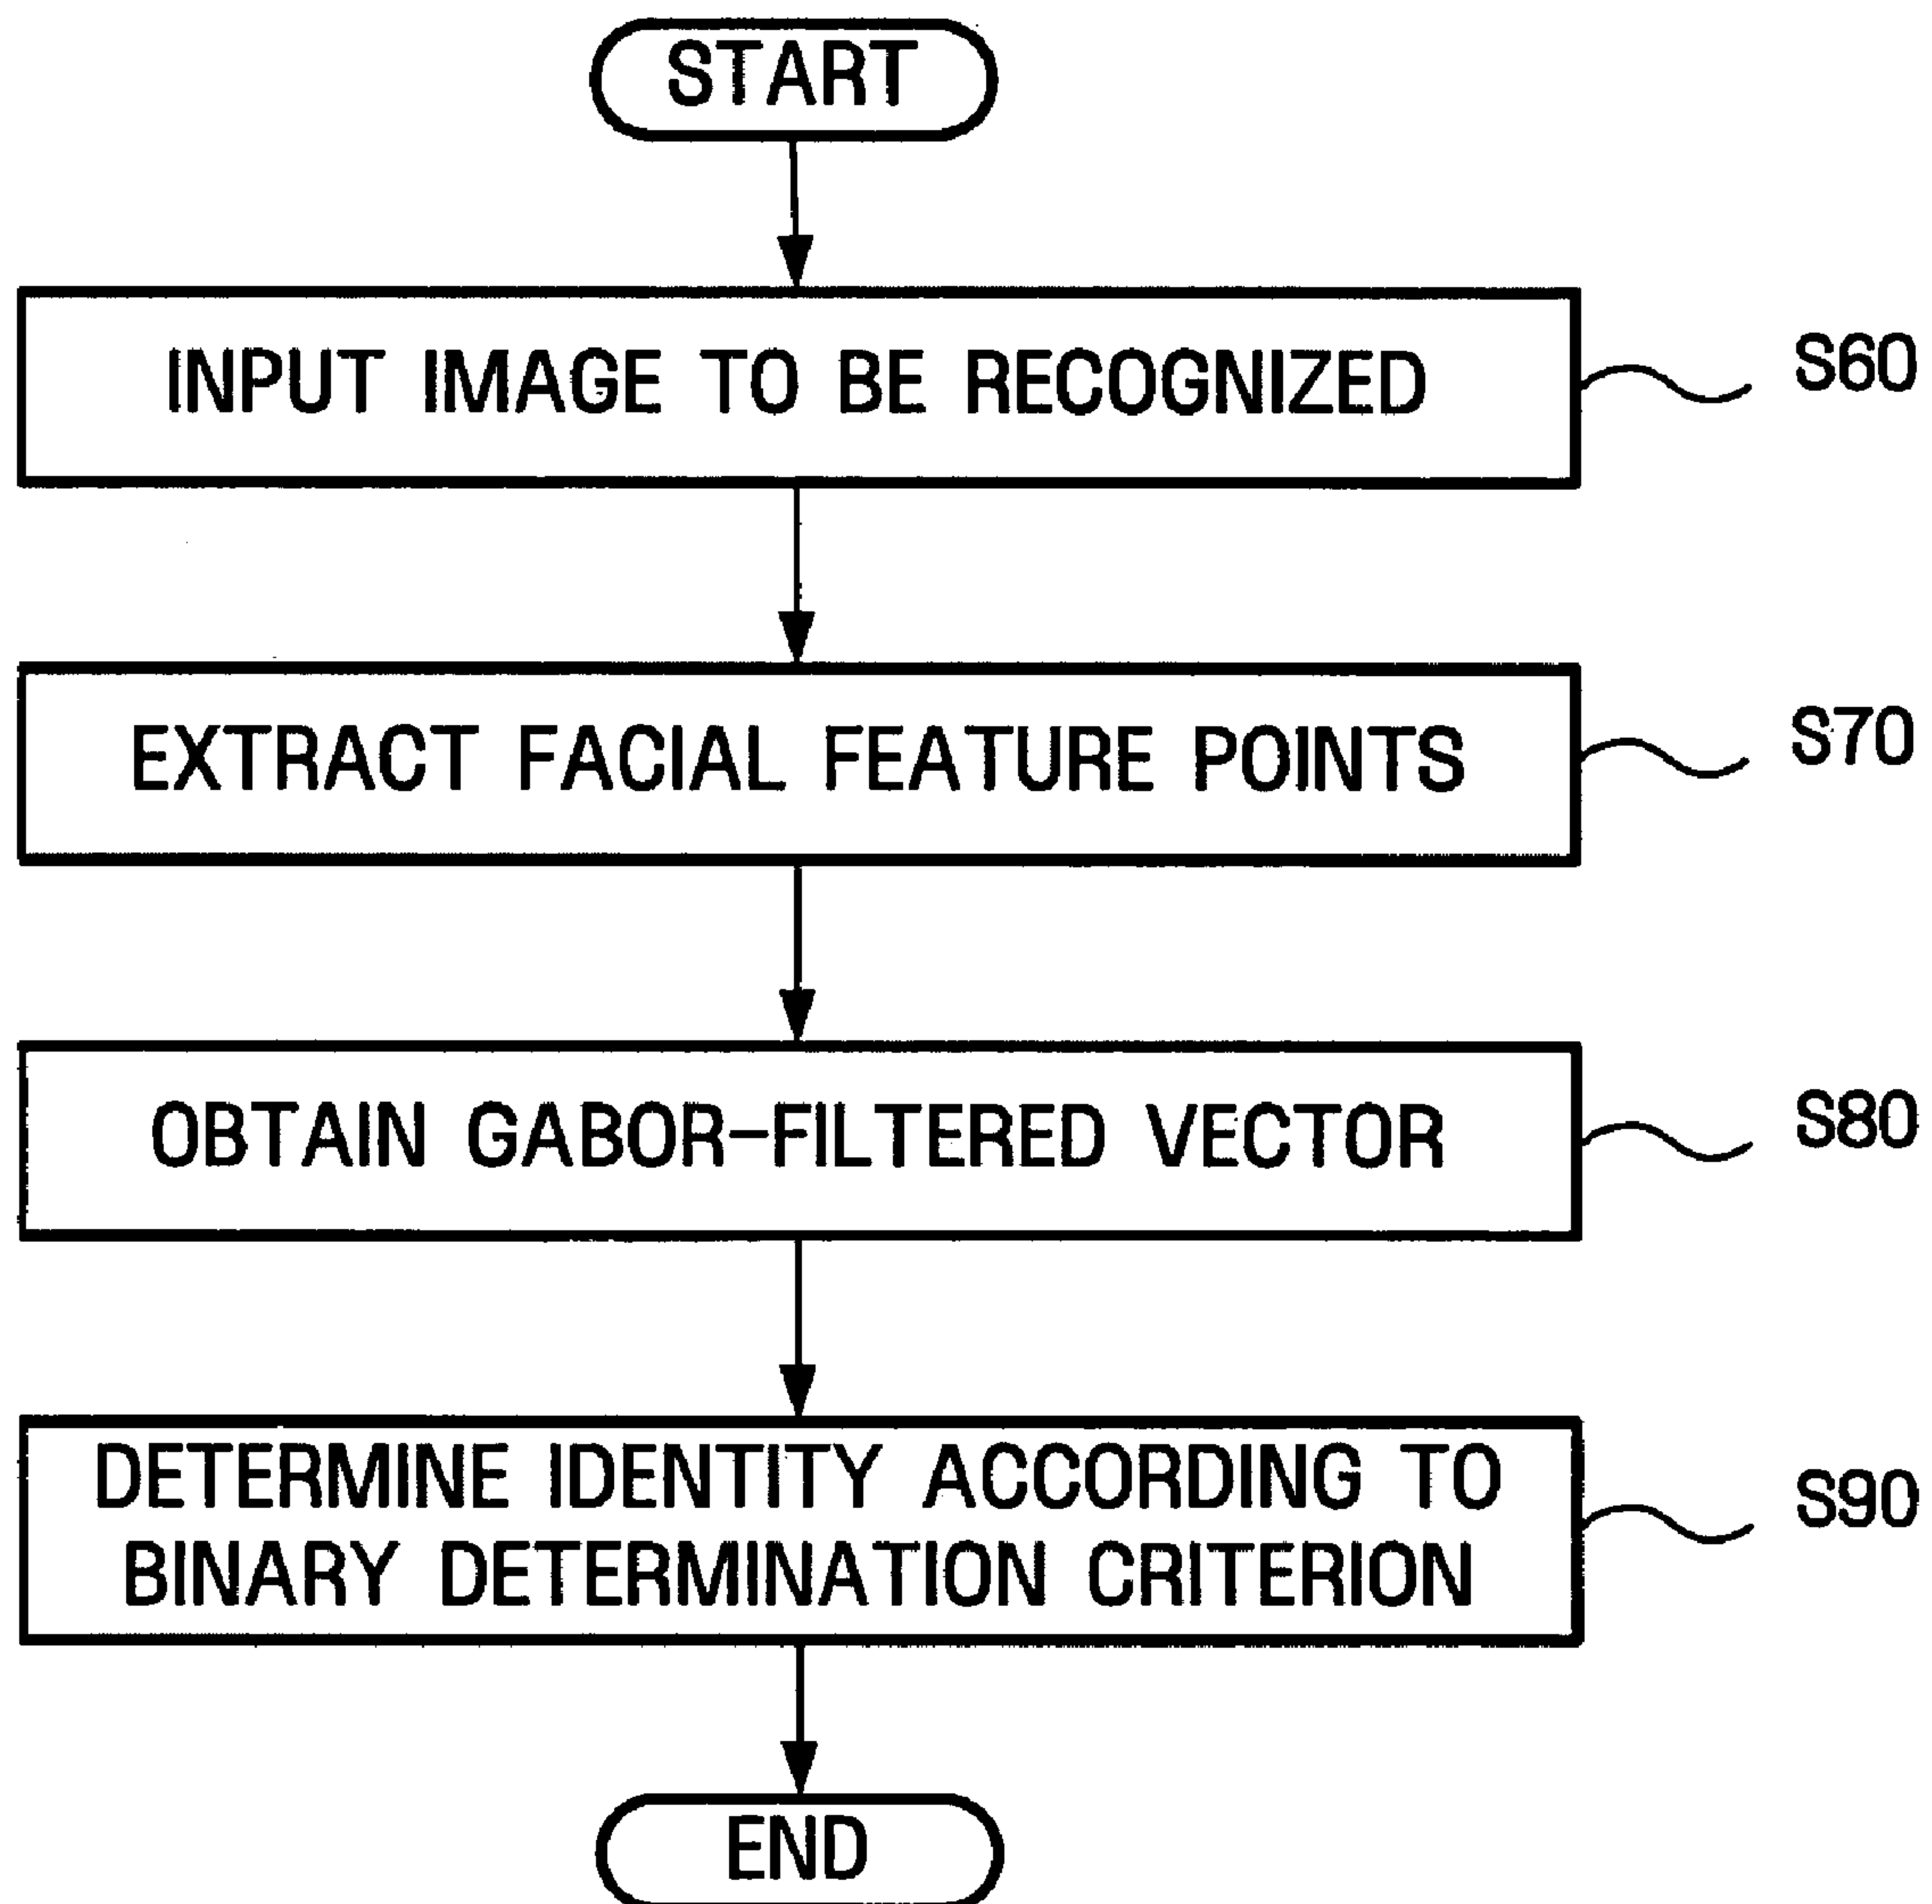 START
INPUT IMAGE TO BE RECOGNIZED
S60
EXTRACT FACIAL FEATURE POINTS
S70
OBTAIN GABOR-FILTERED VECTOR
S80
DETERMINE IDENTITY ACCORDING TO
BINARY DETERMINATION CRITERION
S90
END